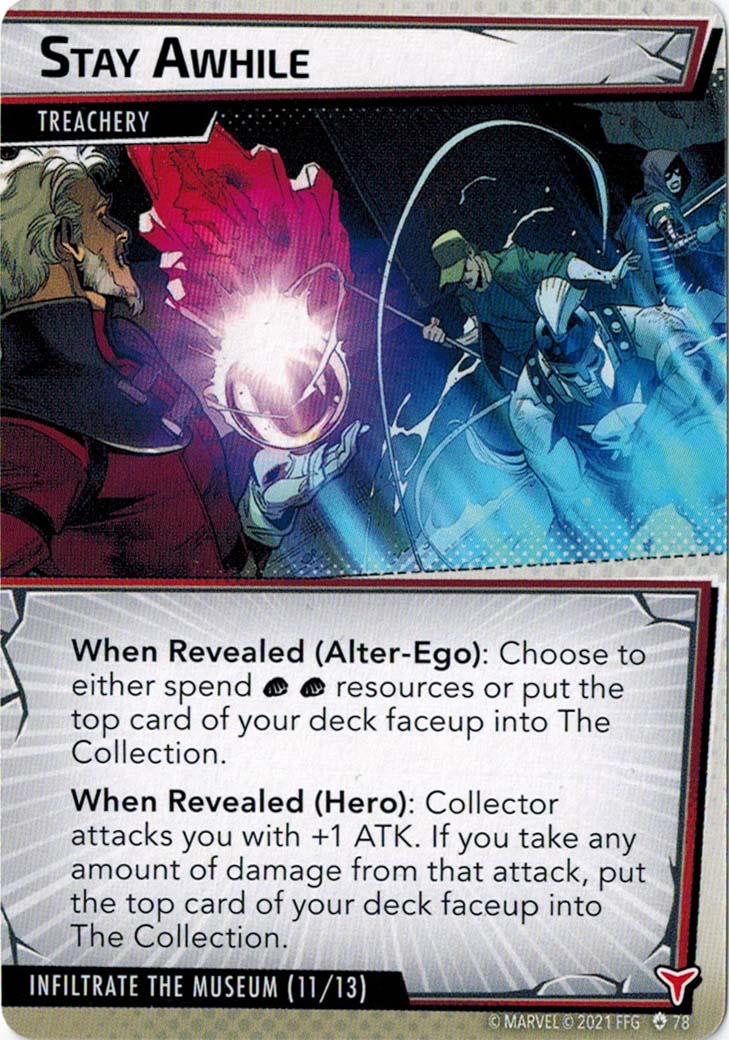 STAY AWHILE
TREACHERY
When Revealed (Alter-Ego): Choose to
either spend resources or put the
top card of your deck faceup into The
Collection.
When Revealed (Hero): Collector
attacks you with +1 ATK. If you take any
amount of damage from that attack, put
the top card of your deck faceup into
The Collection.
INFILTRATE THE MUSEUM (11/13)
© MARVEL © 2021 FFG 78